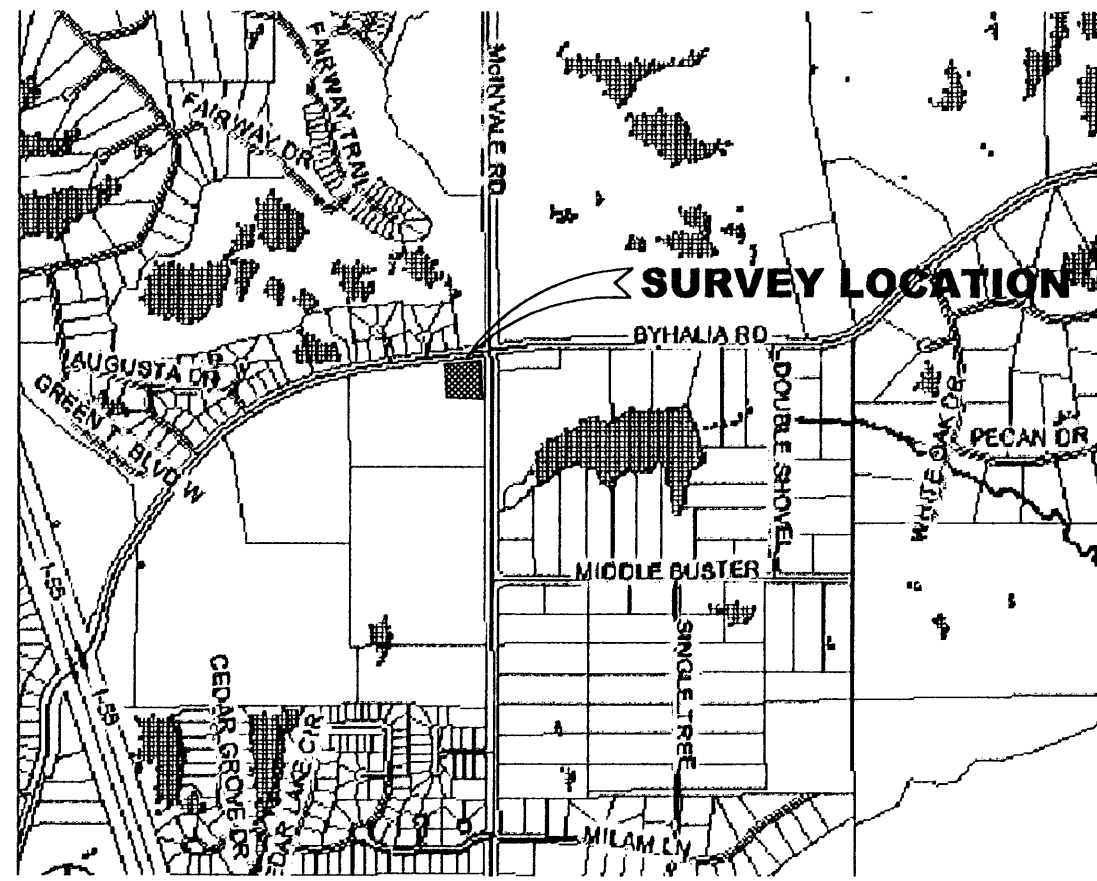 FAIRWAY TRAIL
FAIRWAY DR
McINVALE RD
SURVEY LOCATION
BYHALIA RD
AUGUSTA DR
GREEN T. BLVD W
DOUBLE SHOVEL
WHITE OAK DR
PECAN DR
I-55
MIDDLE BUSTER
SINGLE TREE
I-55
CEDAR GROVE DR
CEDAR LAKE CIR
MILAM LN